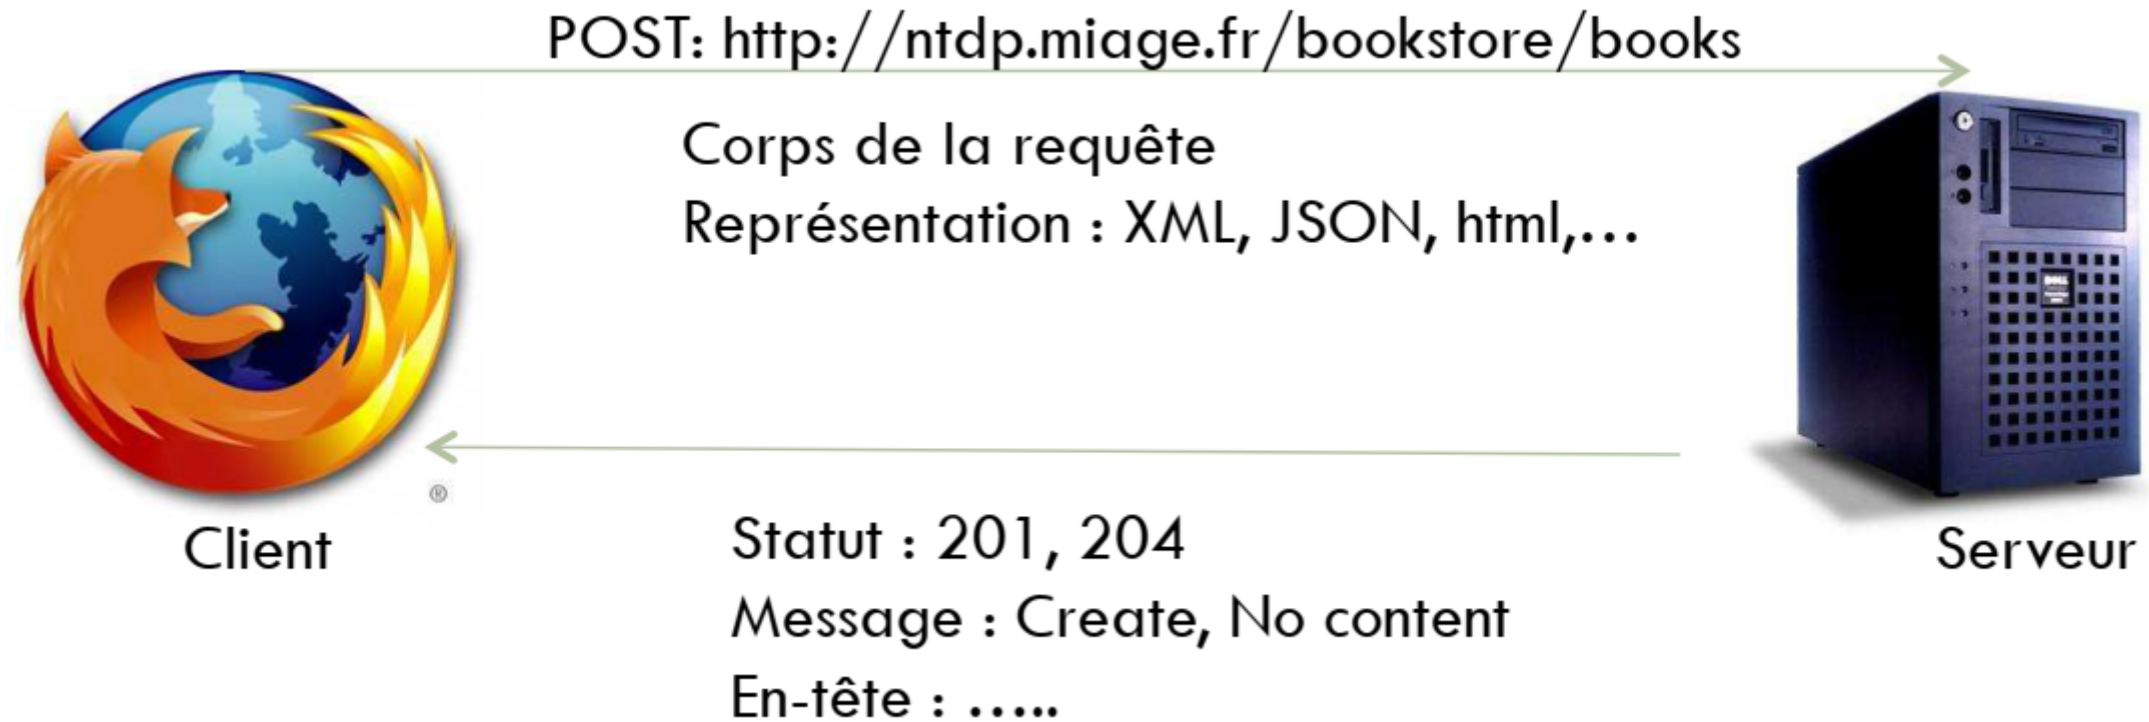 POST: http://ntdp.miage.fr/bookstore/books
Corps de la requête
Représentation : XML, JSON, html,...
®
Client
Serveur
Statut : 201, 204
Message : Create, No content
En-tête : .....